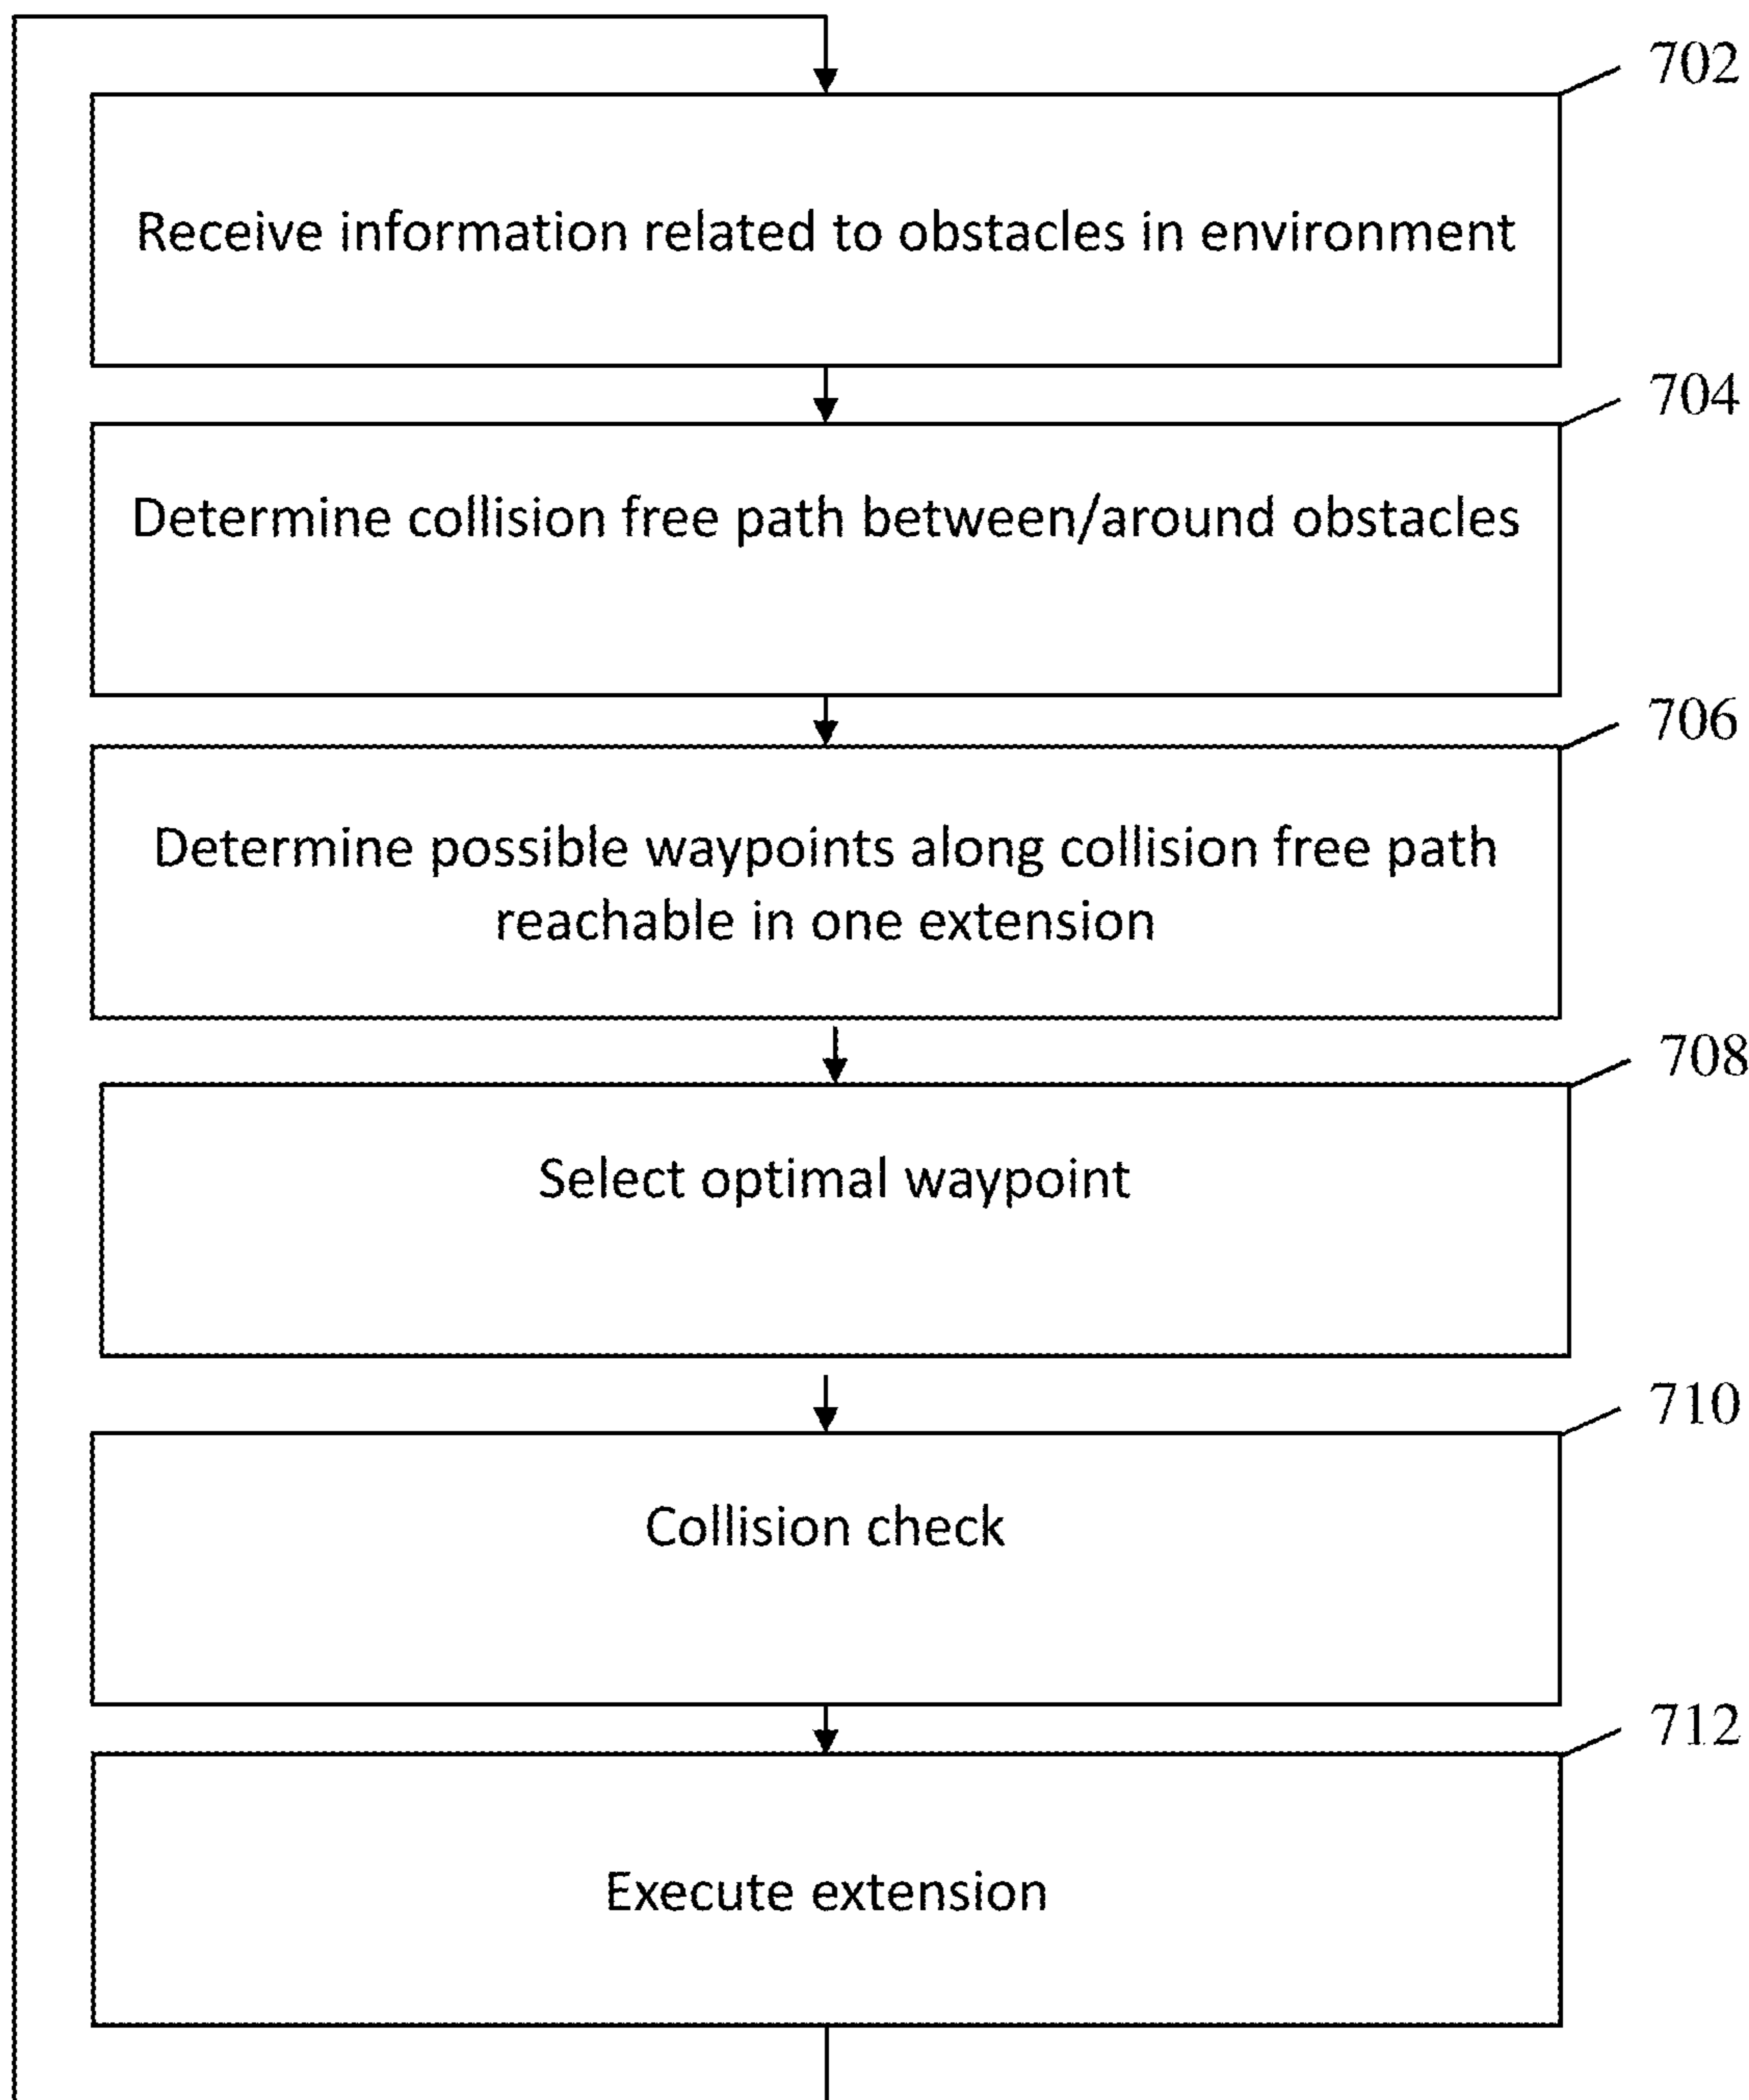 702
Receive information related to obstacles in environment
704
Determine collision free path between/around obstacles
706
Determine possible waypoints along collision free path
reachable in one extension
708
Select optimal waypoint
710
Collision check
712
Execute extension